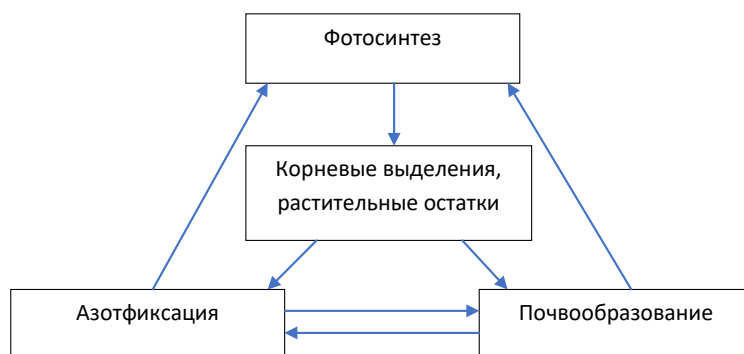 Фотосинтез
Корневые выделения,
растительные остатки
Азотфиксация
Почвообразование